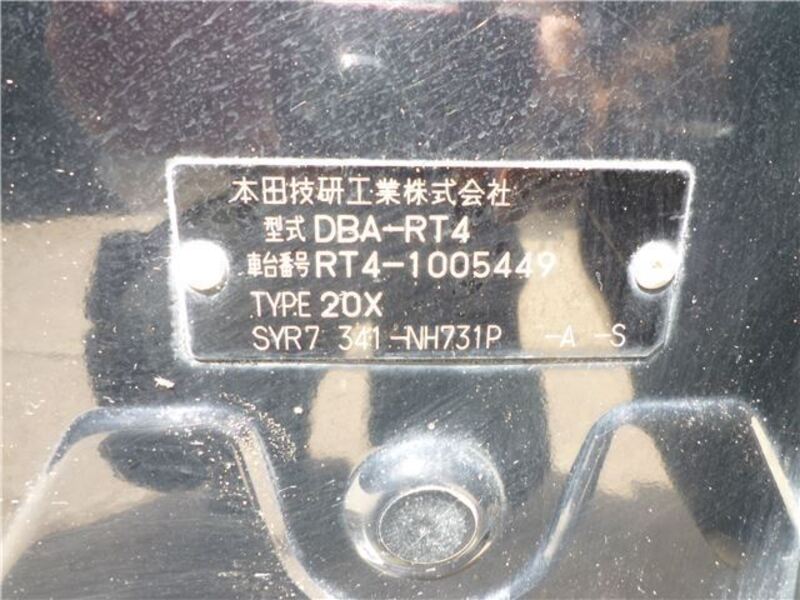 本田技研工業株式会社
型式 DBA-RT4
車台番号 RT4-1005449
TYPE 20X
SYR7 341-NH731P -A -S